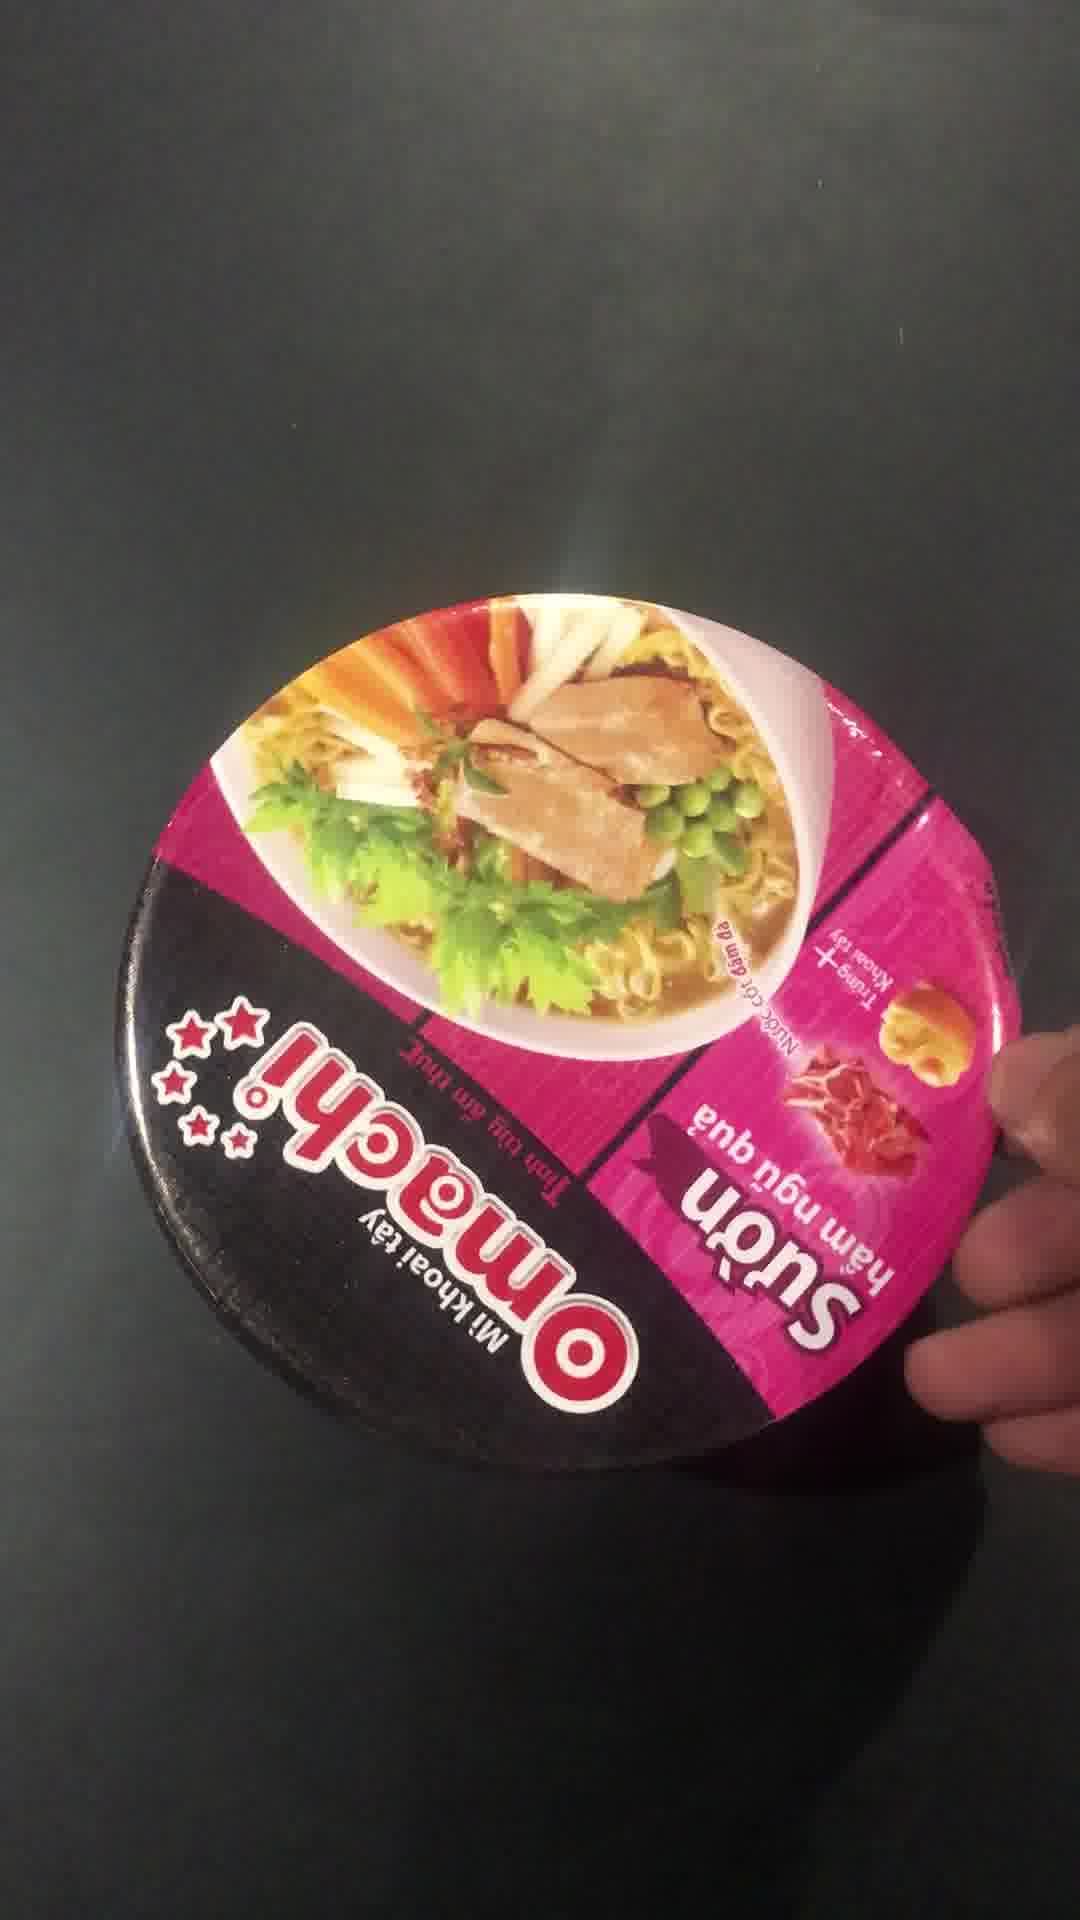 Omachi
Mì khoai tây
Tinh túy ẩm thực
Sườn
hầm ngũ quả
Nước cốt đậm đà
Trứng+
Khoai tây